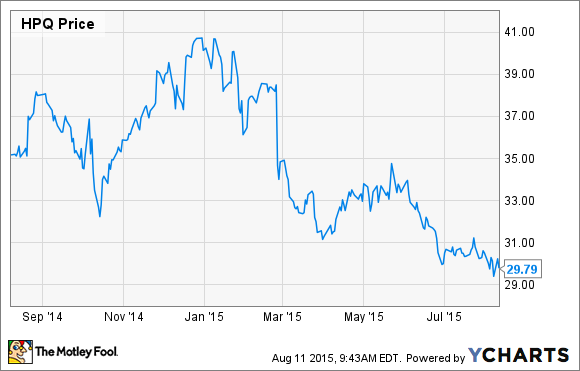 HPQ Price
41.00
39.00
37.00
35.00
33.00
31.00
29.79
29.00
Sep '14 Nov '14 Jan '15 Mar '15 May '15 Jul '15
The Motley Fool. Aug 11 2015, 9:43AM EDT. Powered by YCHARTS